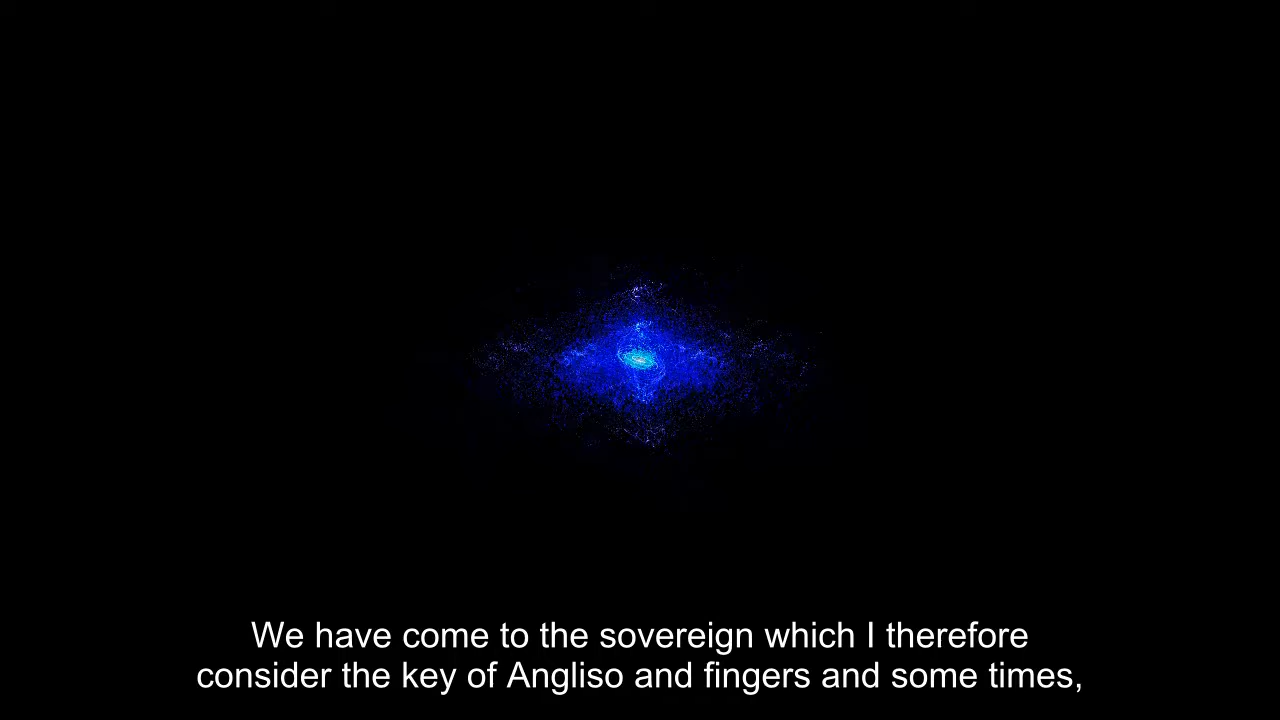 We have come to the sovereign which I therefore
consider the key of Angliso and fingers and some times,